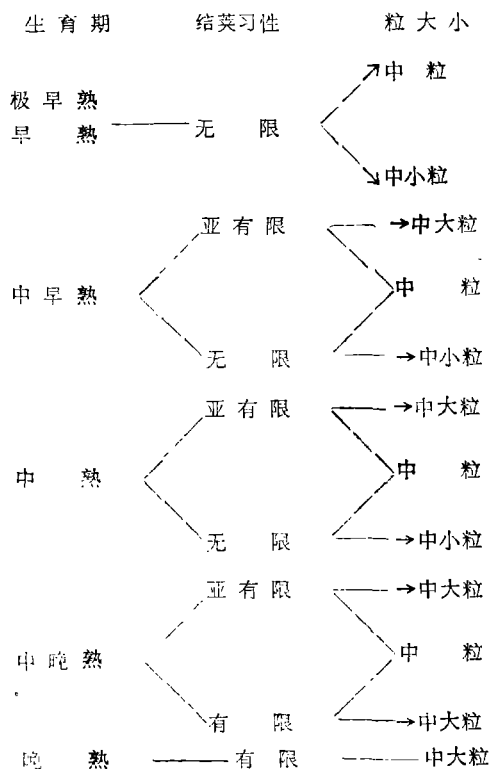 生育期 结荚习性 粒大小
中粒
极早熟
早熟 无限
中小粒
亚有限 中大粒
中早熟 中粒
无限 中小粒
亚有限 中大粒
中熟 中粒
无限 中小粒
亚有限 中大粒
中晚熟 中粒
有限 中大粒
晚熟 有限 中大粒